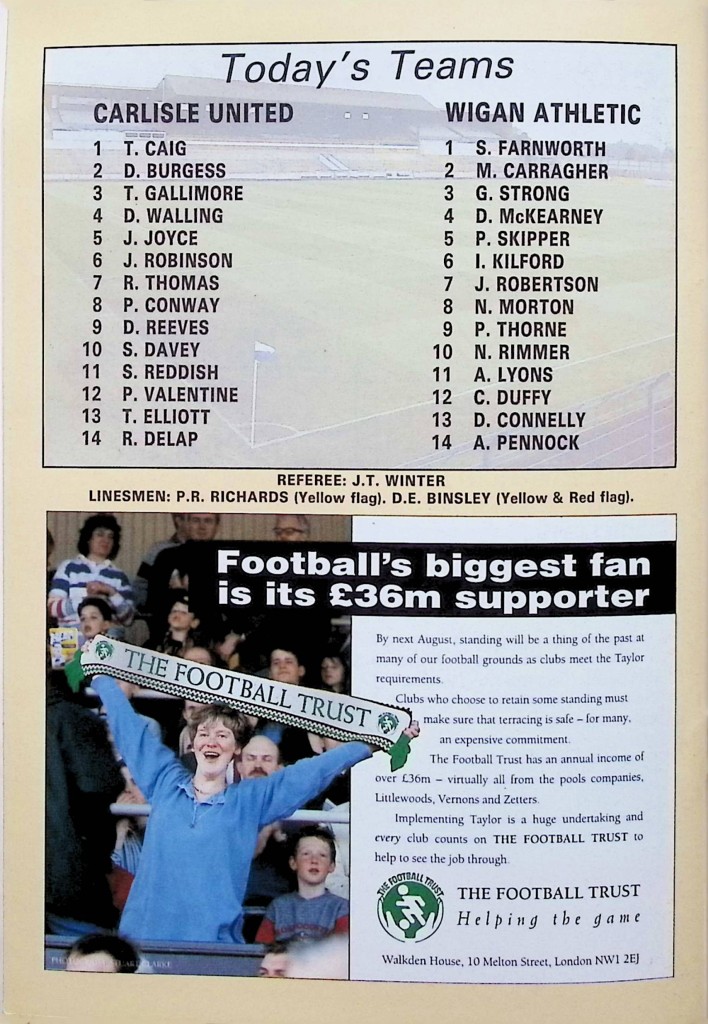 Today's Teams
CARLISLE UNITED
1 T. CAIG
2 D. BURGESS
3 T. GALLIMORE
4 D. WALLING
5 J. JOYCE
6 J. ROBINSON
7 R. THOMAS
8 P. CONWAY
9 D. REEVES
10 S. DAVEY
11 S. REDDISH
12 P. VALENTINE
13 T. ELLIOTT
14 R. DELAP
WIGAN ATHLETIC
1 S. FARNWORTH
2 M. CARRAGHER
3 G. STRONG
4 D. McKEARNEY
5 P. SKIPPER
6 I. KILFORD
7 J. ROBERTSON
8 N. MORTON
9 P. THORNE
10 N. RIMMER
11 A. LYONS
12 C. DUFFY
13 D. CONNELLY
14 A. PENNOCK
REFEREE: J.T. WINTER
LINESMEN: P.R. RICHARDS (Yellow flag). D.E. BINSLEY (Yellow & Red flag).
Football's biggest fan
is its £36m supporter
THE FOOTBALL TRUST
By next August, standing will be a thing of the past at
many of our football grounds as clubs meet the Taylor
requirements.
Clubs who choose to retain some standing must
make sure that terracing is safe – for many,
an expensive commitment.
The Football Trust has an annual income of
over £36m – virtually all from the pools companies,
Littlewoods, Vernons and Zetters.
Implementing Taylor is a huge undertaking and
every club counts on THE FOOTBALL TRUST to
help to see the job through.
THE FOOTBALL TRUST
THE FOOTBALL TRUST
Helping the game
Walkden House, 10 Melton Street, London NW1 2EJ